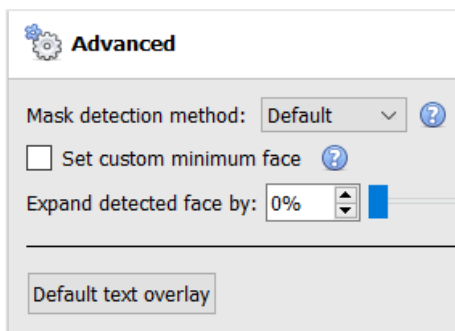 Advanced
Mask detection method: Default
Set custom minimum face
Expand detected face by: 0%
Default text overlay